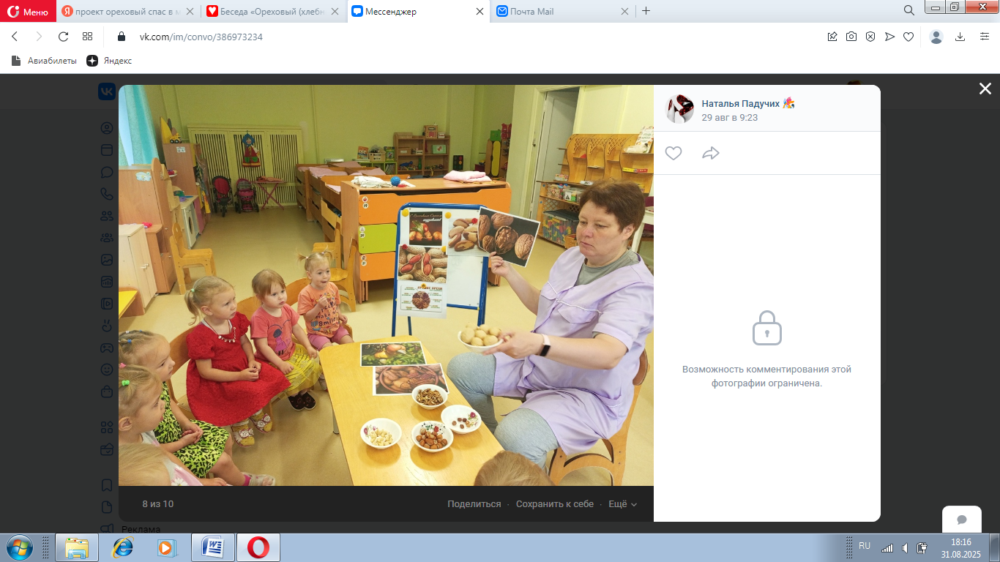 Меню
проект ореховый спас в м
Беседа «Ореховый (хлебн
Мессенджер
Почта Mail
vk.com/im/convo/386973234
Авиабилеты
Яндекс
Наталья Падучих
29 авг в 9:23
Возможность комментирования этой
фотографии ограничена.
8 из 10
Поделиться · Сохранить к себе · Ещё
Реклама
RU
18:16
31.08.2025